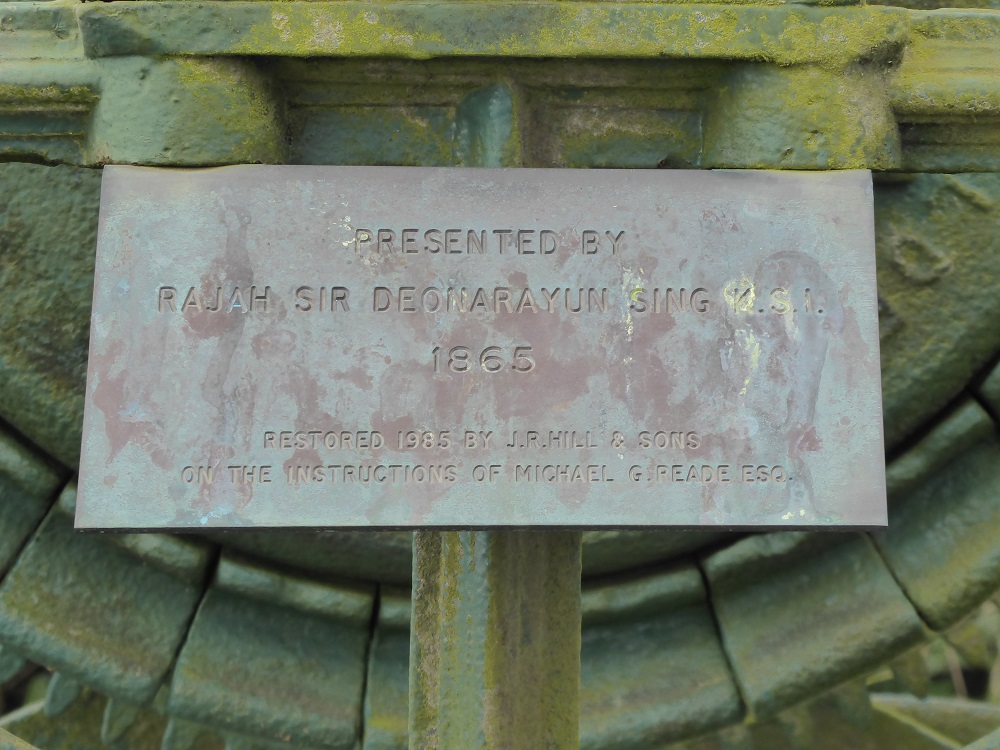 PRESENTED BY
RAJAH SIR DEONARAYUN SING K.S.I.
1865
RESTORED 1985 BY J.R.HILL & SONS
ON THE INSTRUCTIONS OF MICHAEL G.READE ESQ.